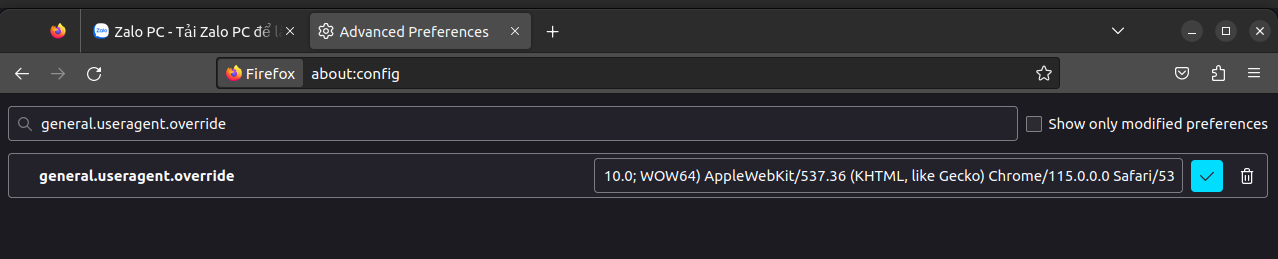 Zalo PC - Tải Zalo PC để
Advanced Preferences
Firefox
about:config
general.useragent.override
Show only modified preferences
general.useragent.override
10.0; WOW64) AppleWebKit/537.36 (KHTML, like Gecko) Chrome/115.0.0.0 Safari/53